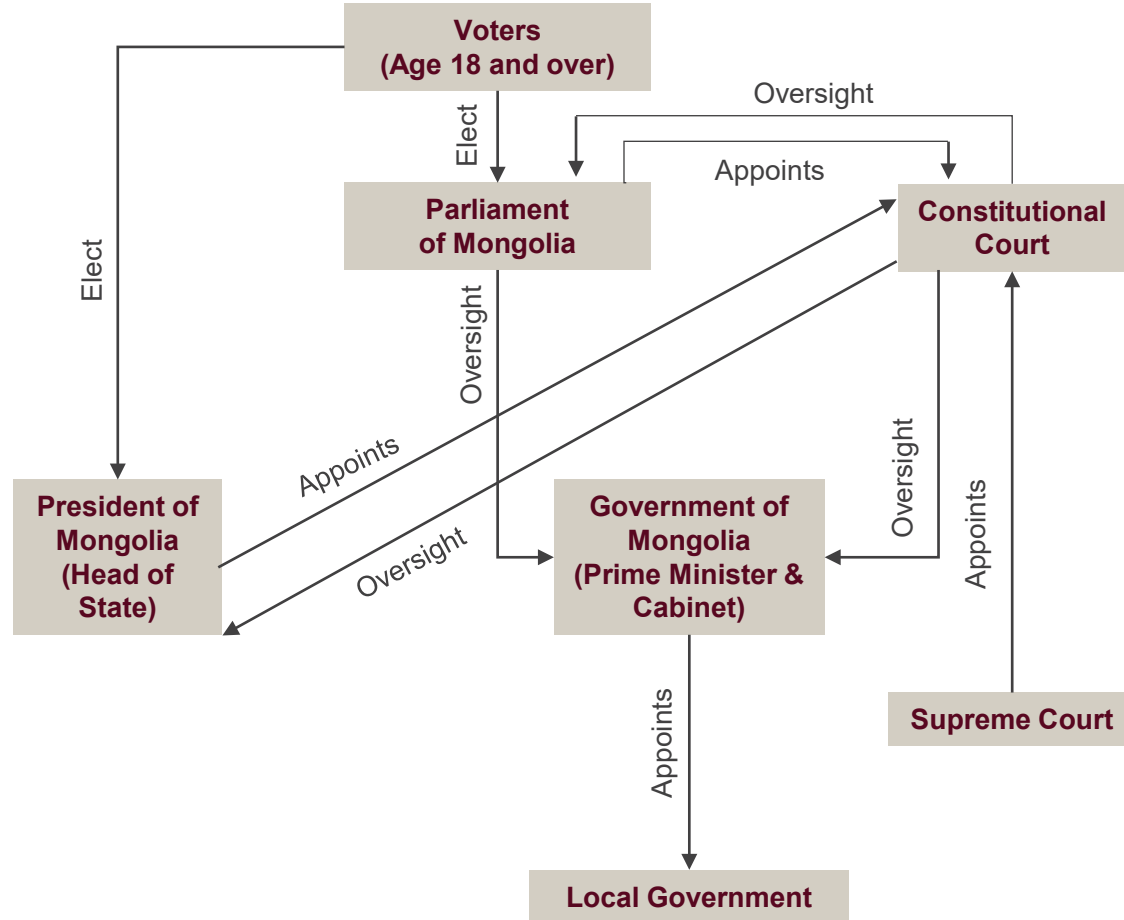 Voters
(Age 18 and over)
Oversight
Elect
Appoints
Parliament
of Mongolia
Constitutional
Court
Elect
Oversight
Appoints
Oversight
Oversight
Appoints
President of
Mongolia
(Head of
State)
Government of
Mongolia
(Prime Minister &
Cabinet)
Supreme Court
Appoints
Local Government